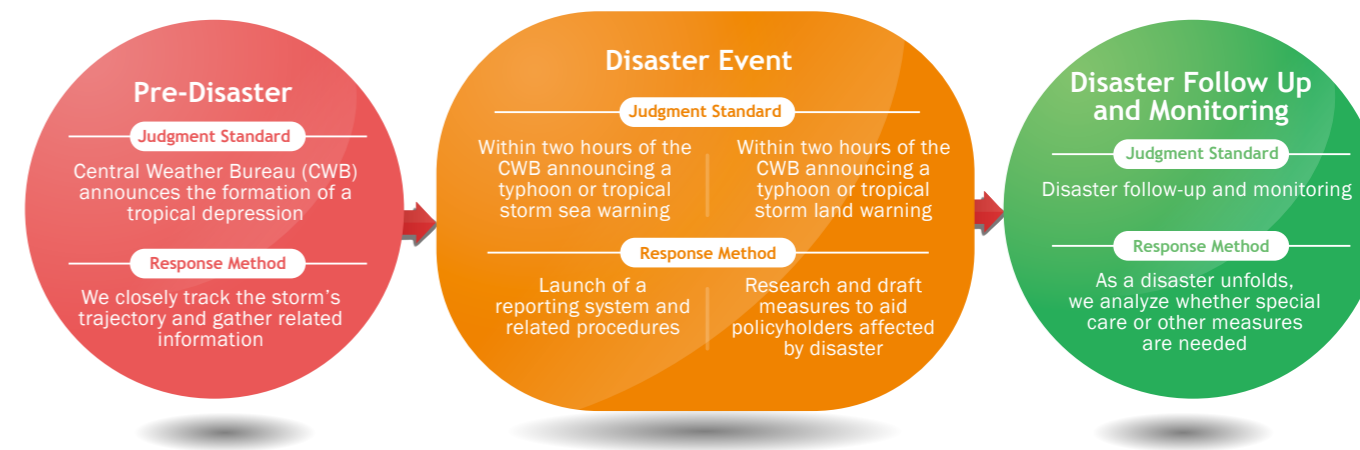 Pre-Disaster
Judgment Standard
Central Weather Bureau (CWB)
announces the formation of a
tropical depression
Response Method
We closely track the storm's
trajectory and gather related
information
Disaster Event
Judgment Standard
Within two hours of the
CWB announcing a
typhoon or tropical
storm sea warning
Within two hours of the
CWB announcing a
typhoon or tropical
storm land warning
Response Method
Launch of a
reporting system and
related procedures
Research and draft
measures to aid
policyholders affected
by disaster
Disaster Follow Up
and Monitoring
Judgment Standard
Disaster follow-up and monitoring
Response Method
As a disaster unfolds,
we analyze whether special
care or other measures
are needed